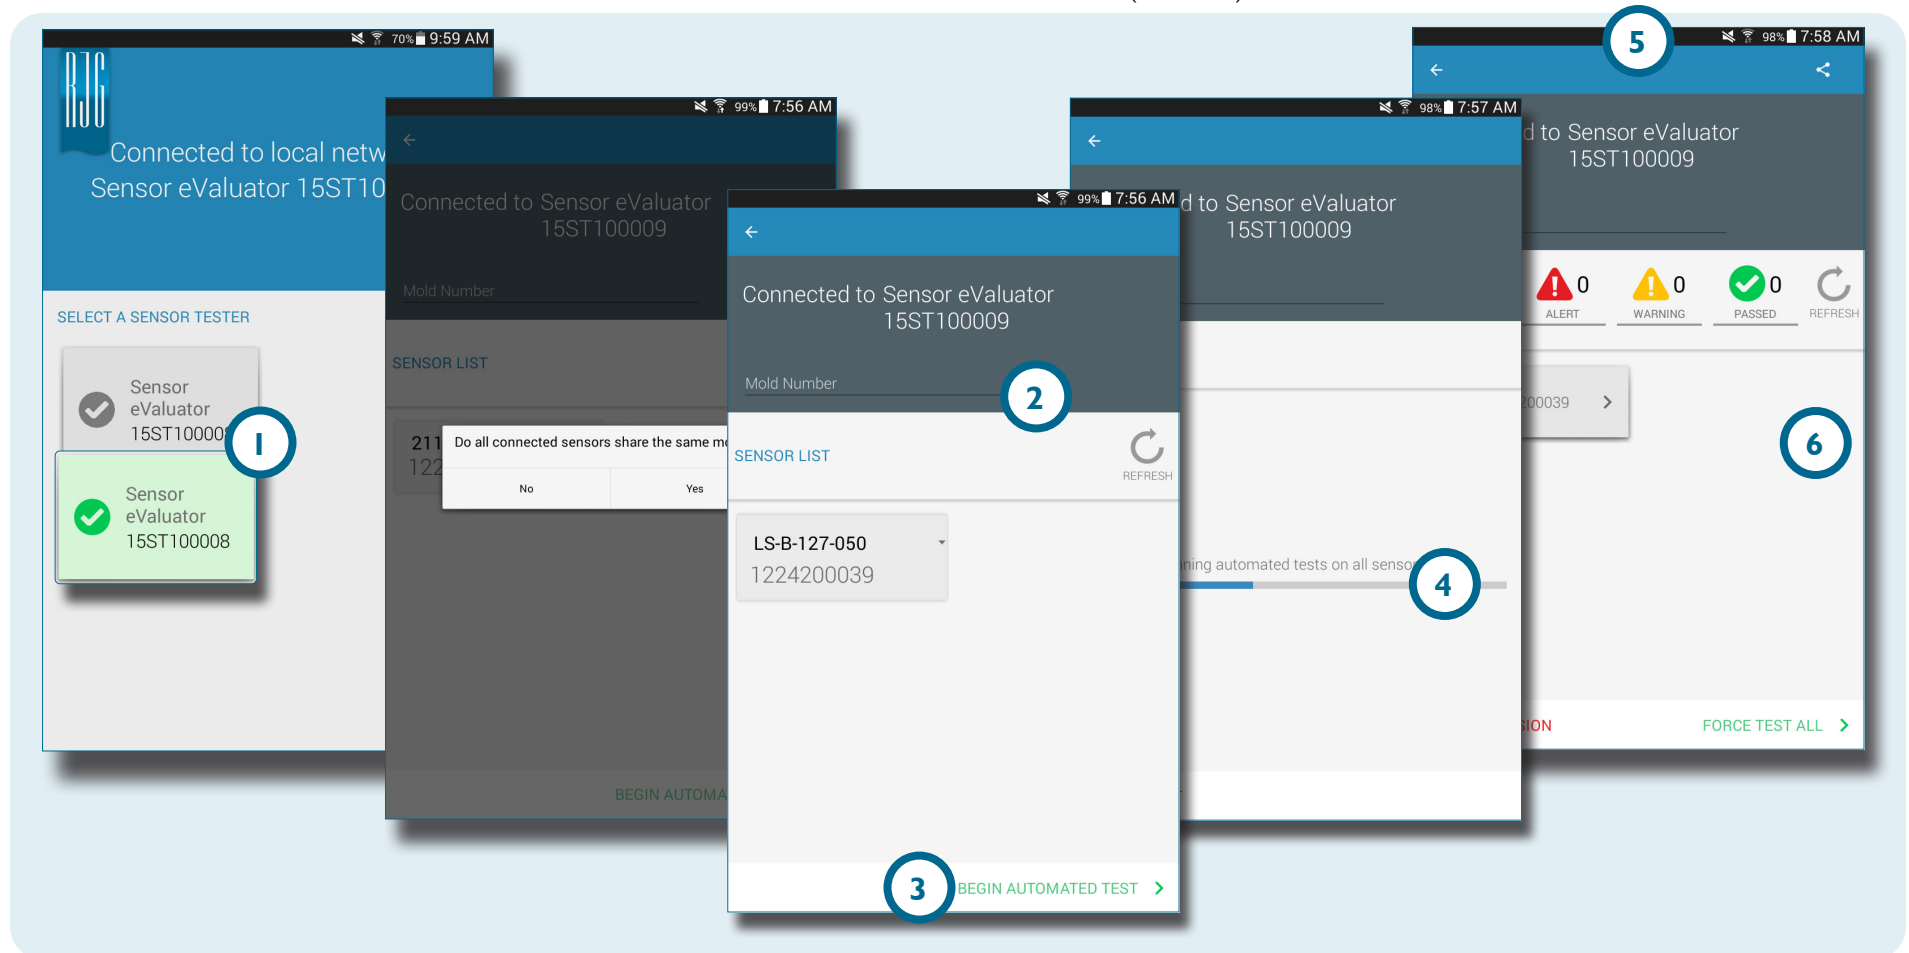 70% 9:59 AM
RJG
Connected to local netw
Sensor eValuator 15ST10
SELECT A SENSOR TESTER
Sensor
eValuator
15ST10000
1
Sensor
eValuator
15ST100008
99% 7:56 AM
Connected to Sensor eValuator
15ST100009
Mold Number
SENSOR LIST
211
122
Do all connected sensors share the same mo
No
Yes
BEGIN AUTOMA
99% 7:56 AM
Connected to Sensor eValuator
15ST100009
Mold Number
2
SENSOR LIST
REFRESH
LS-B-127-050
1224200039
3
BEGIN AUTOMATED TEST
98% 7:57 AM
d to Sensor eValuator
15ST100009
ning automated tests on all senso
4
5
98% 7:58 AM
d to Sensor eValuator
15ST100009
0
ALERT
0
WARNING
0
PASSED
REFRESH
200039
6
SION
FORCE TEST ALL